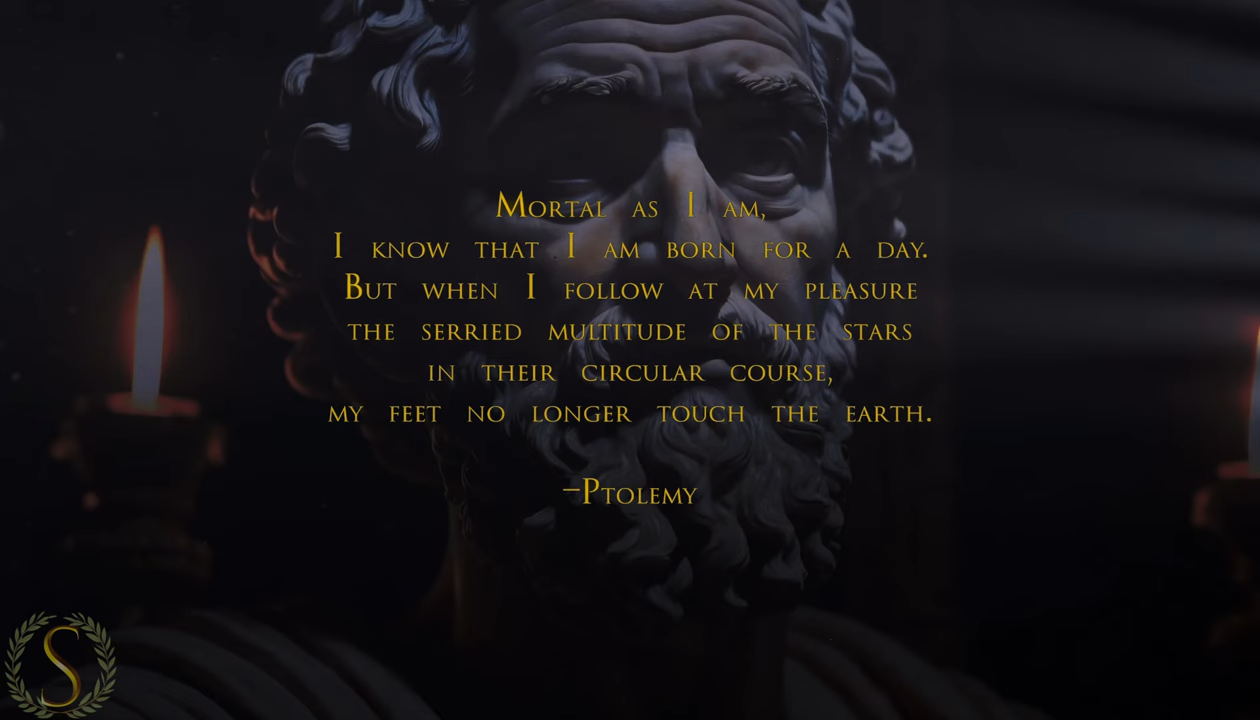 Mortal as I am,
I know that I am born for a day.
But when I follow at my pleasure
the serried multitude of the stars
in their circular course,
my feet no longer touch the earth.
–Ptolemy
S